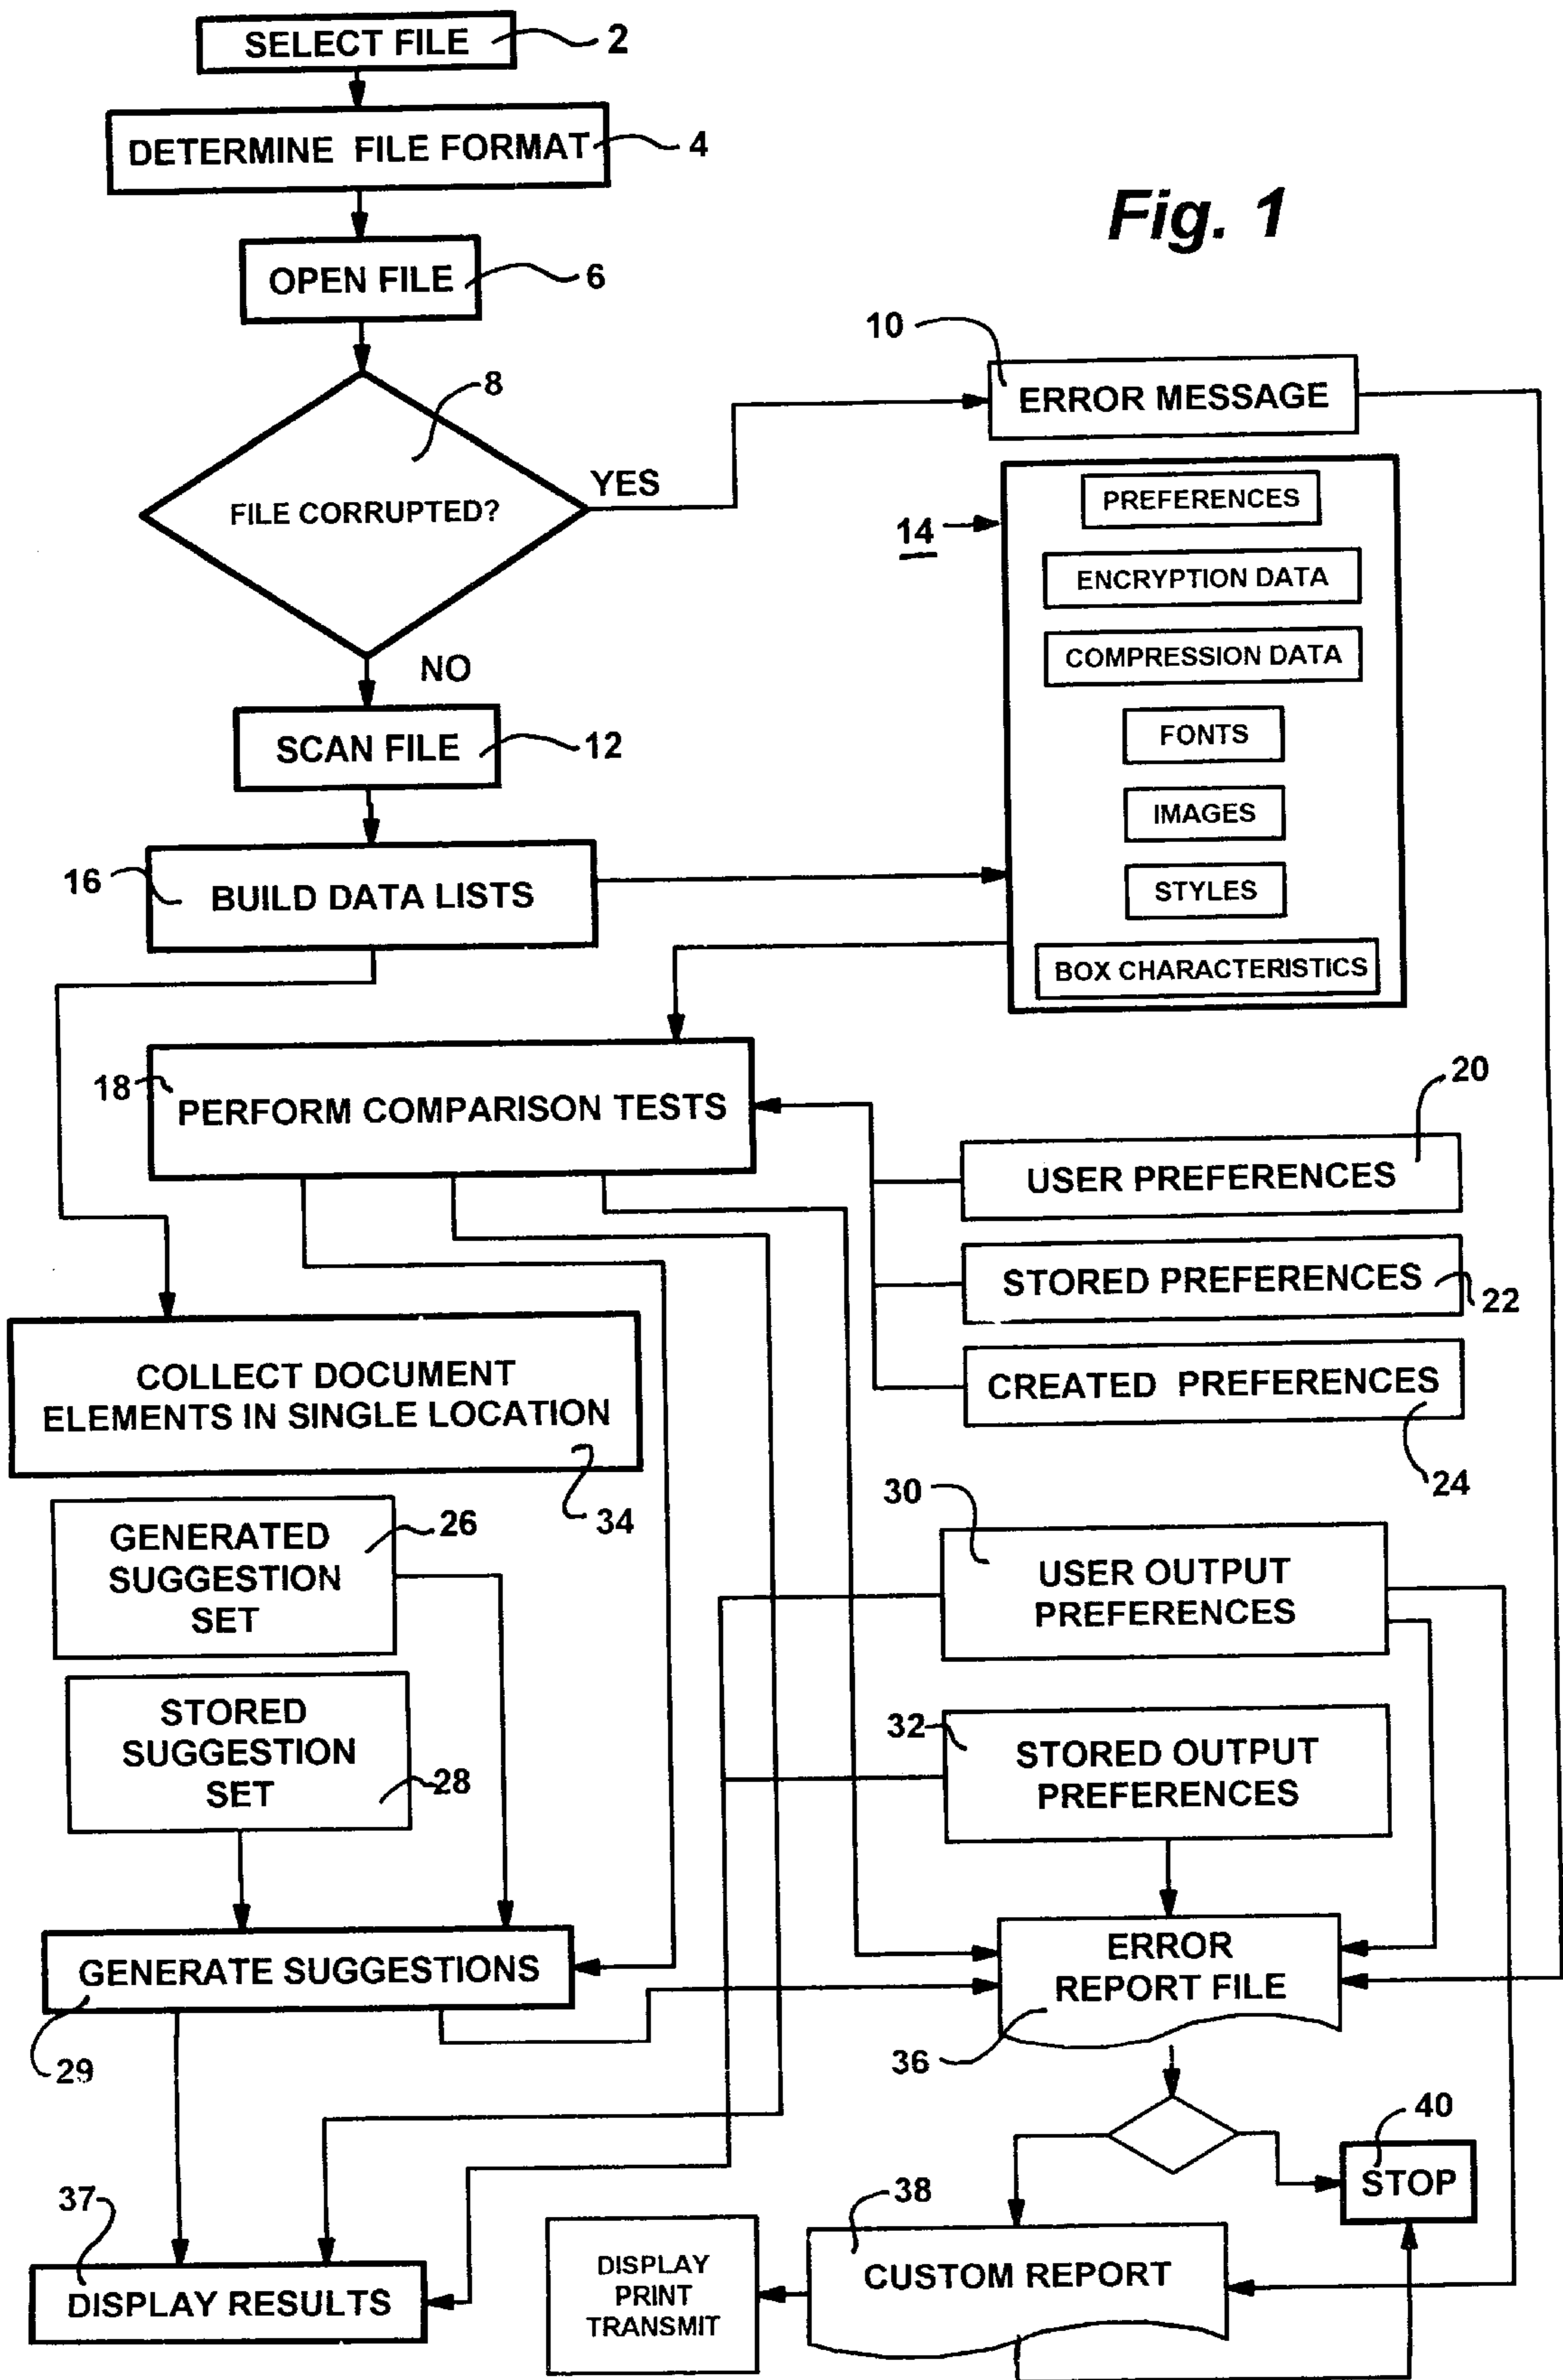 SELECT FILE
2
DETERMINE FILE FORMAT
4
Fig. 1
OPEN FILE
6
8
FILE CORRUPTED?
YES
NO
10
ERROR MESSAGE
14
PREFERENCES
ENCRYPTION DATA
COMPRESSION DATA
FONTS
IMAGES
STYLES
BOX CHARACTERISTICS
SCAN FILE
12
16
BUILD DATA LISTS
18
PERFORM COMPARISON TESTS
20
USER PREFERENCES
STORED PREFERENCES
22
CREATED PREFERENCES
24
COLLECT DOCUMENT
ELEMENTS IN SINGLE LOCATION
34
GENERATED
SUGGESTION
SET
26
STORED
SUGGESTION
SET
28
30
USER OUTPUT
PREFERENCES
32
STORED OUTPUT
PREFERENCES
GENERATE SUGGESTIONS
29
ERROR
REPORT FILE
36
40
STOP
37
DISPLAY RESULTS
DISPLAY
PRINT
TRANSMIT
38
CUSTOM REPORT